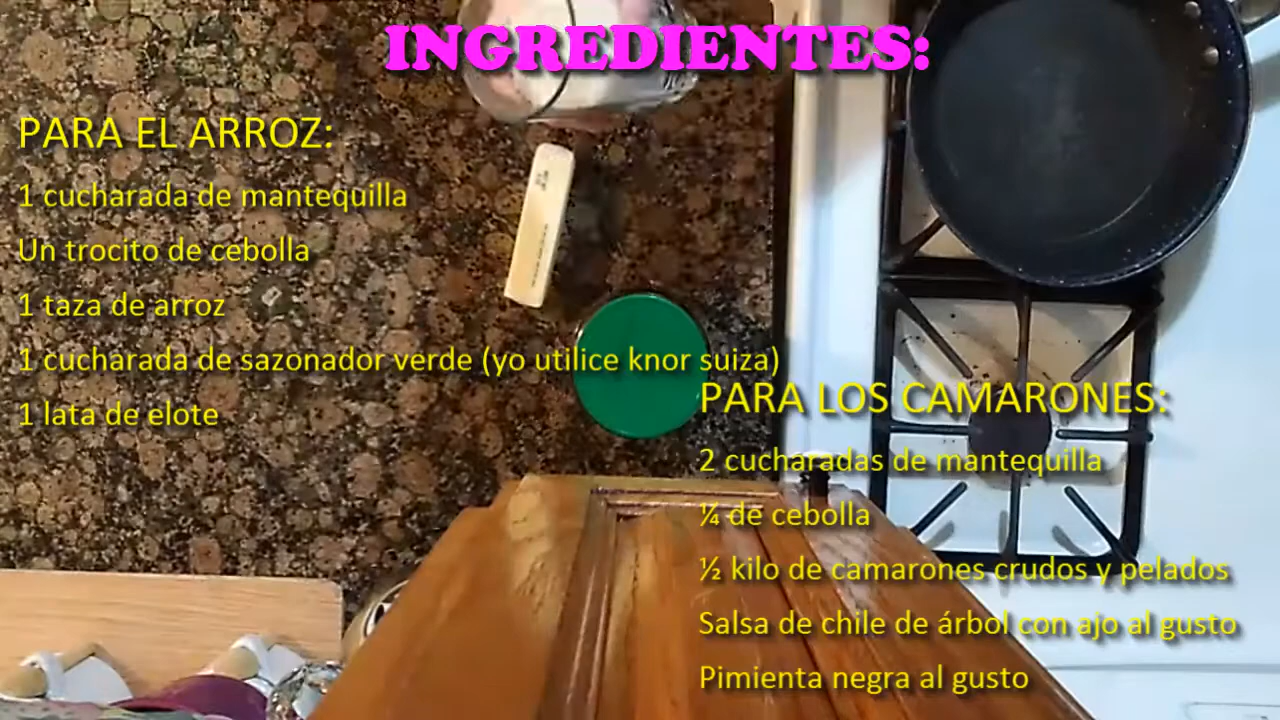 INGREDIENTES:
PARA EL ARROZ:
1 cucharada de mantequilla
Un trocito de cebolla
1 taza de arroz
1 cucharada de sazonador verde (yo utilice knor suiza)
1 lata de elote
PARA LOS CAMARONES:
2 cucharadas de mantequilla
¼ de cebolla
½ kilo de camarones crudos y pelados
Salsa de chile de árbol con ajo al gusto
Pimienta negra al gusto